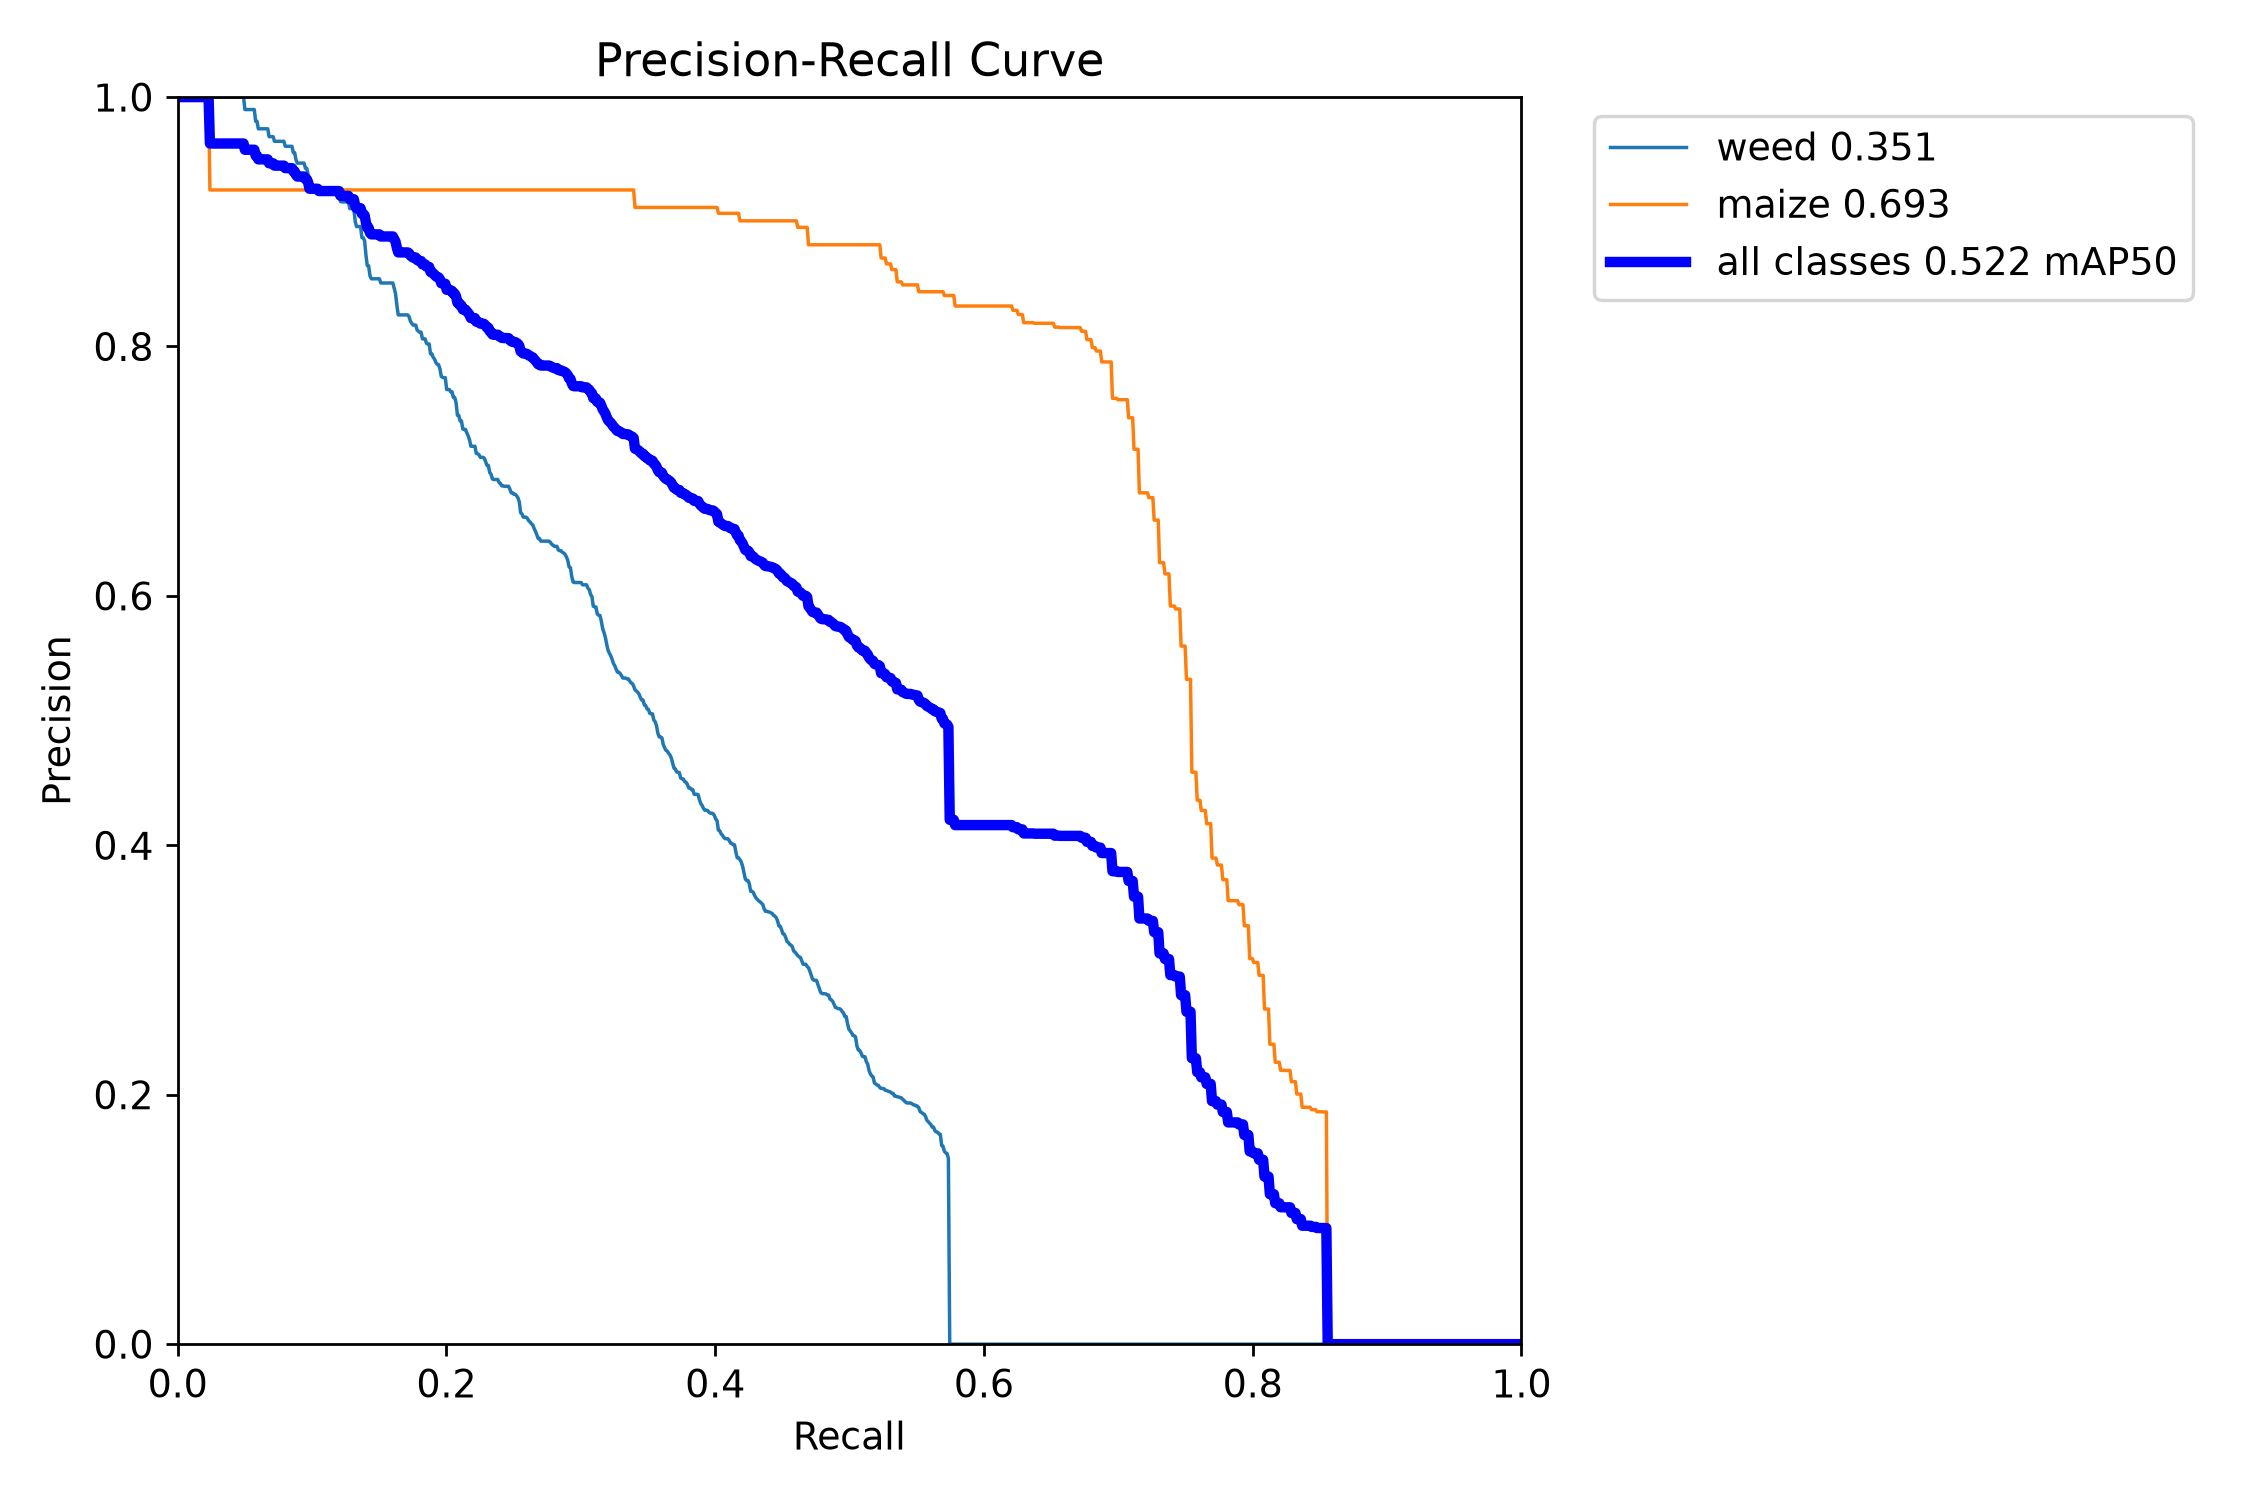 Precision-Recall Curve
weed 0.351
maize 0.693
all classes 0.522 mAP50
Precision
1.0
0.8
0.6
0.4
0.2
0.0
0.0 0.2 0.4 0.6 0.8 1.0
Recall